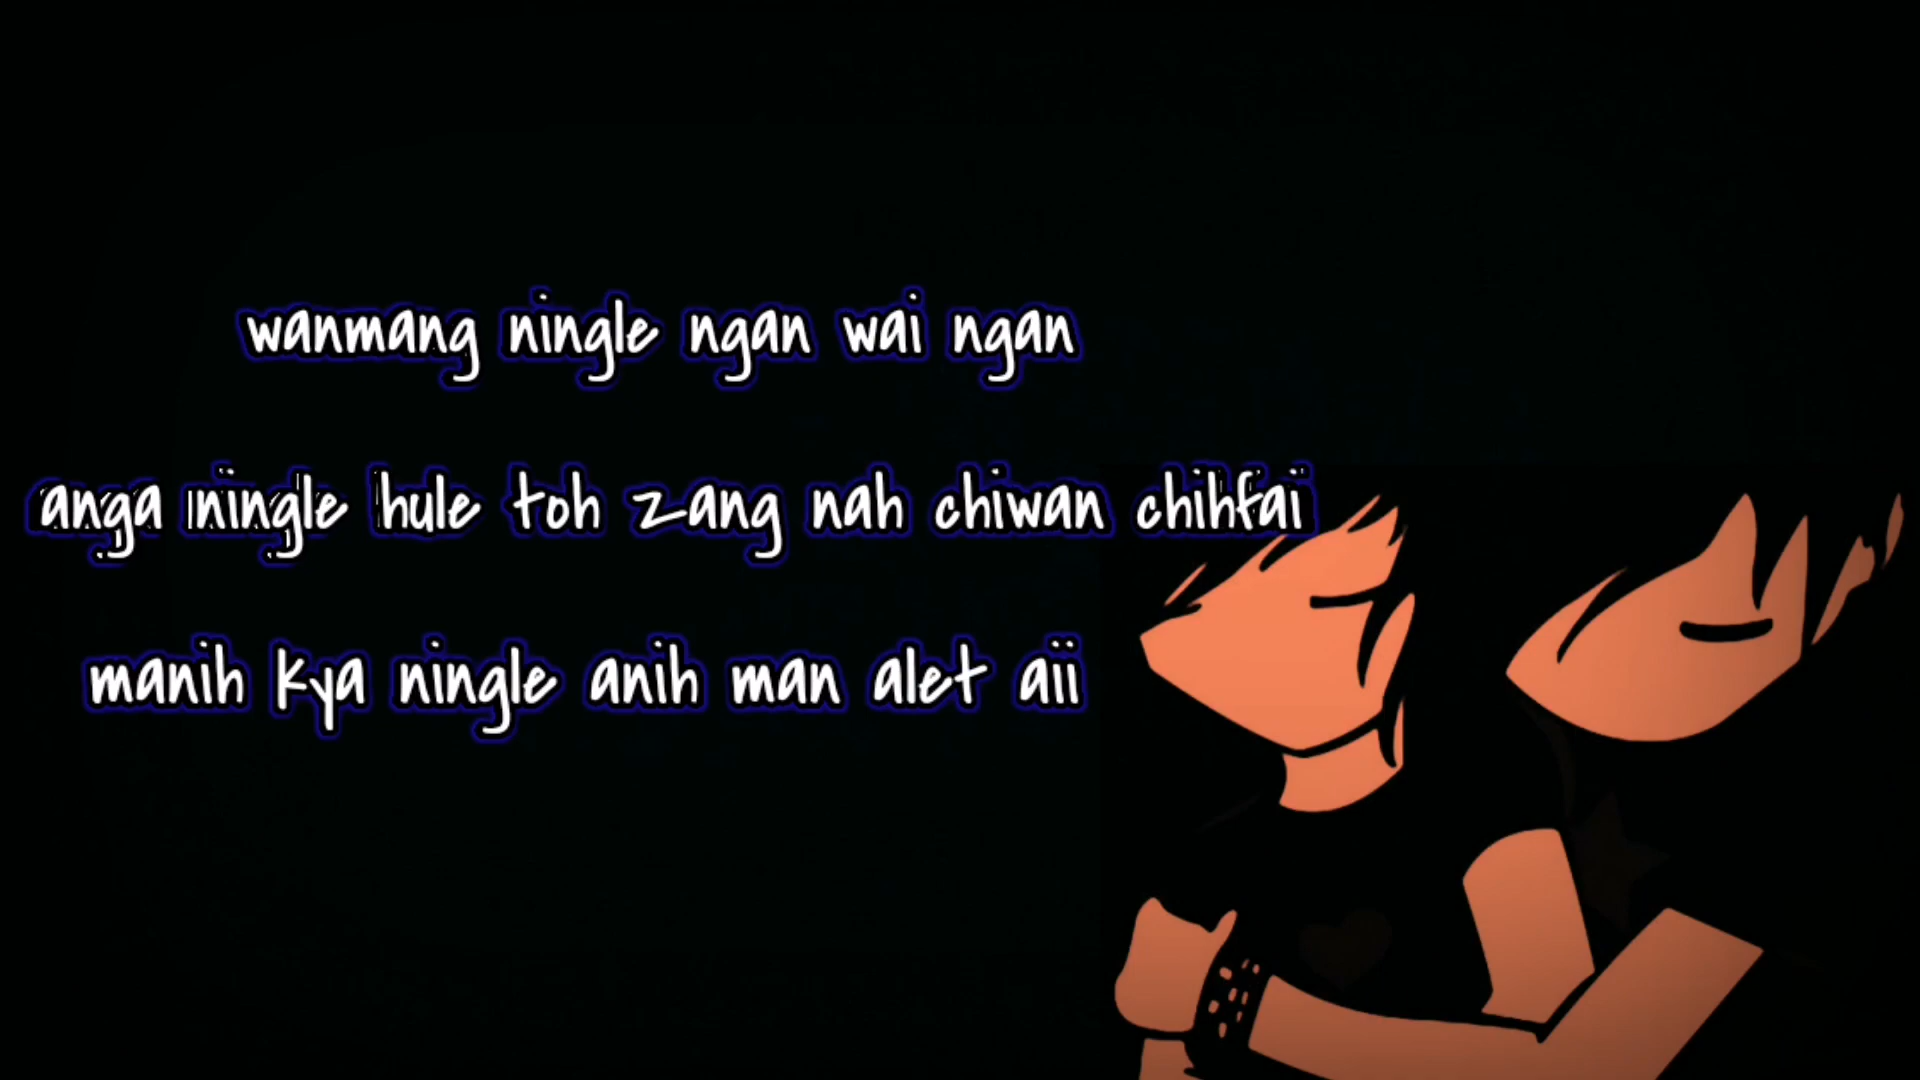 wanmang ningle ngan wai ngan
anga ningle hule toh zang nah chiwan chihfai
manih kya ningle anih man alet aii